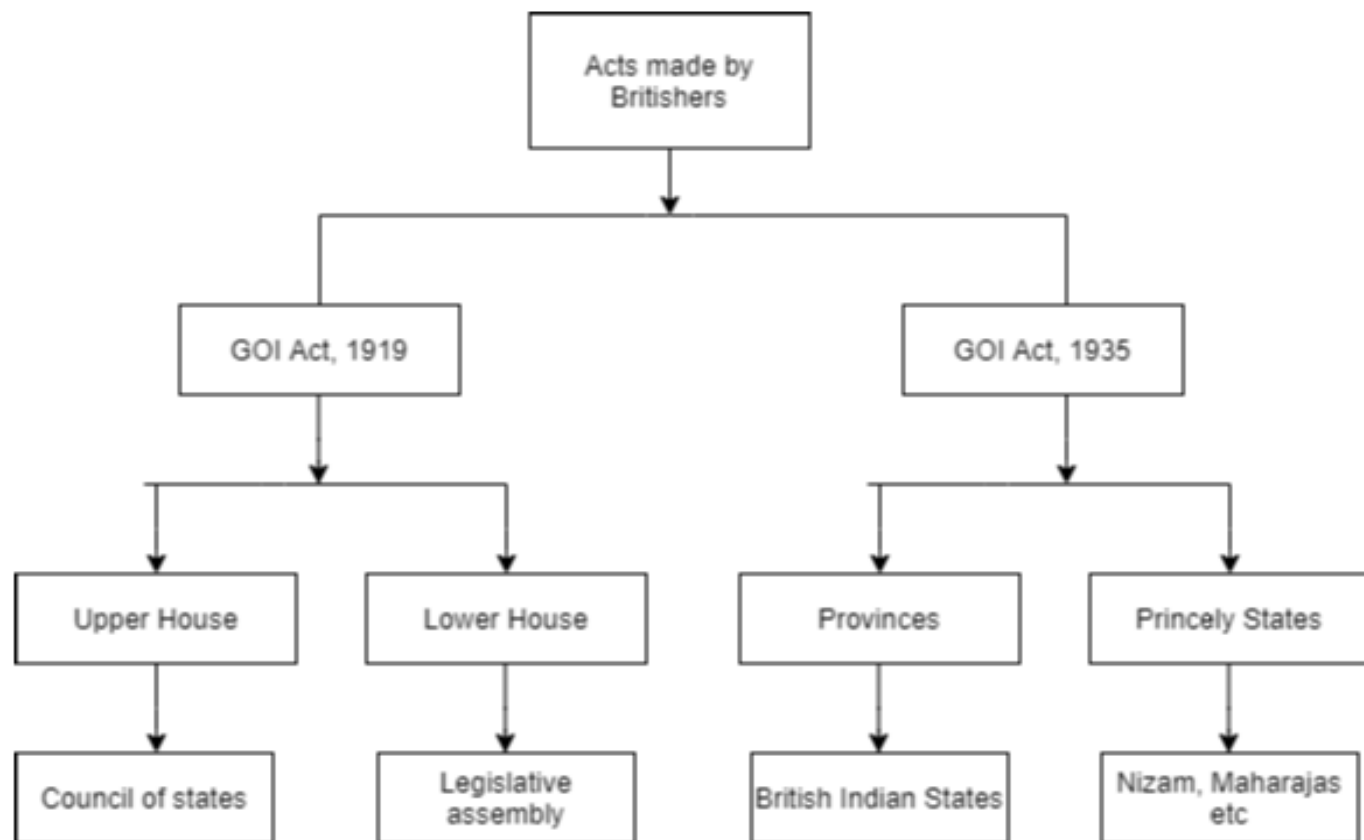 Acts made by
Britishers
GOI Act, 1919
GOI Act, 1935
Upper House
Lower House
Provinces
Princely States
Council of states
Legislative
assembly
British Indian States
Nizam, Maharajas
etc